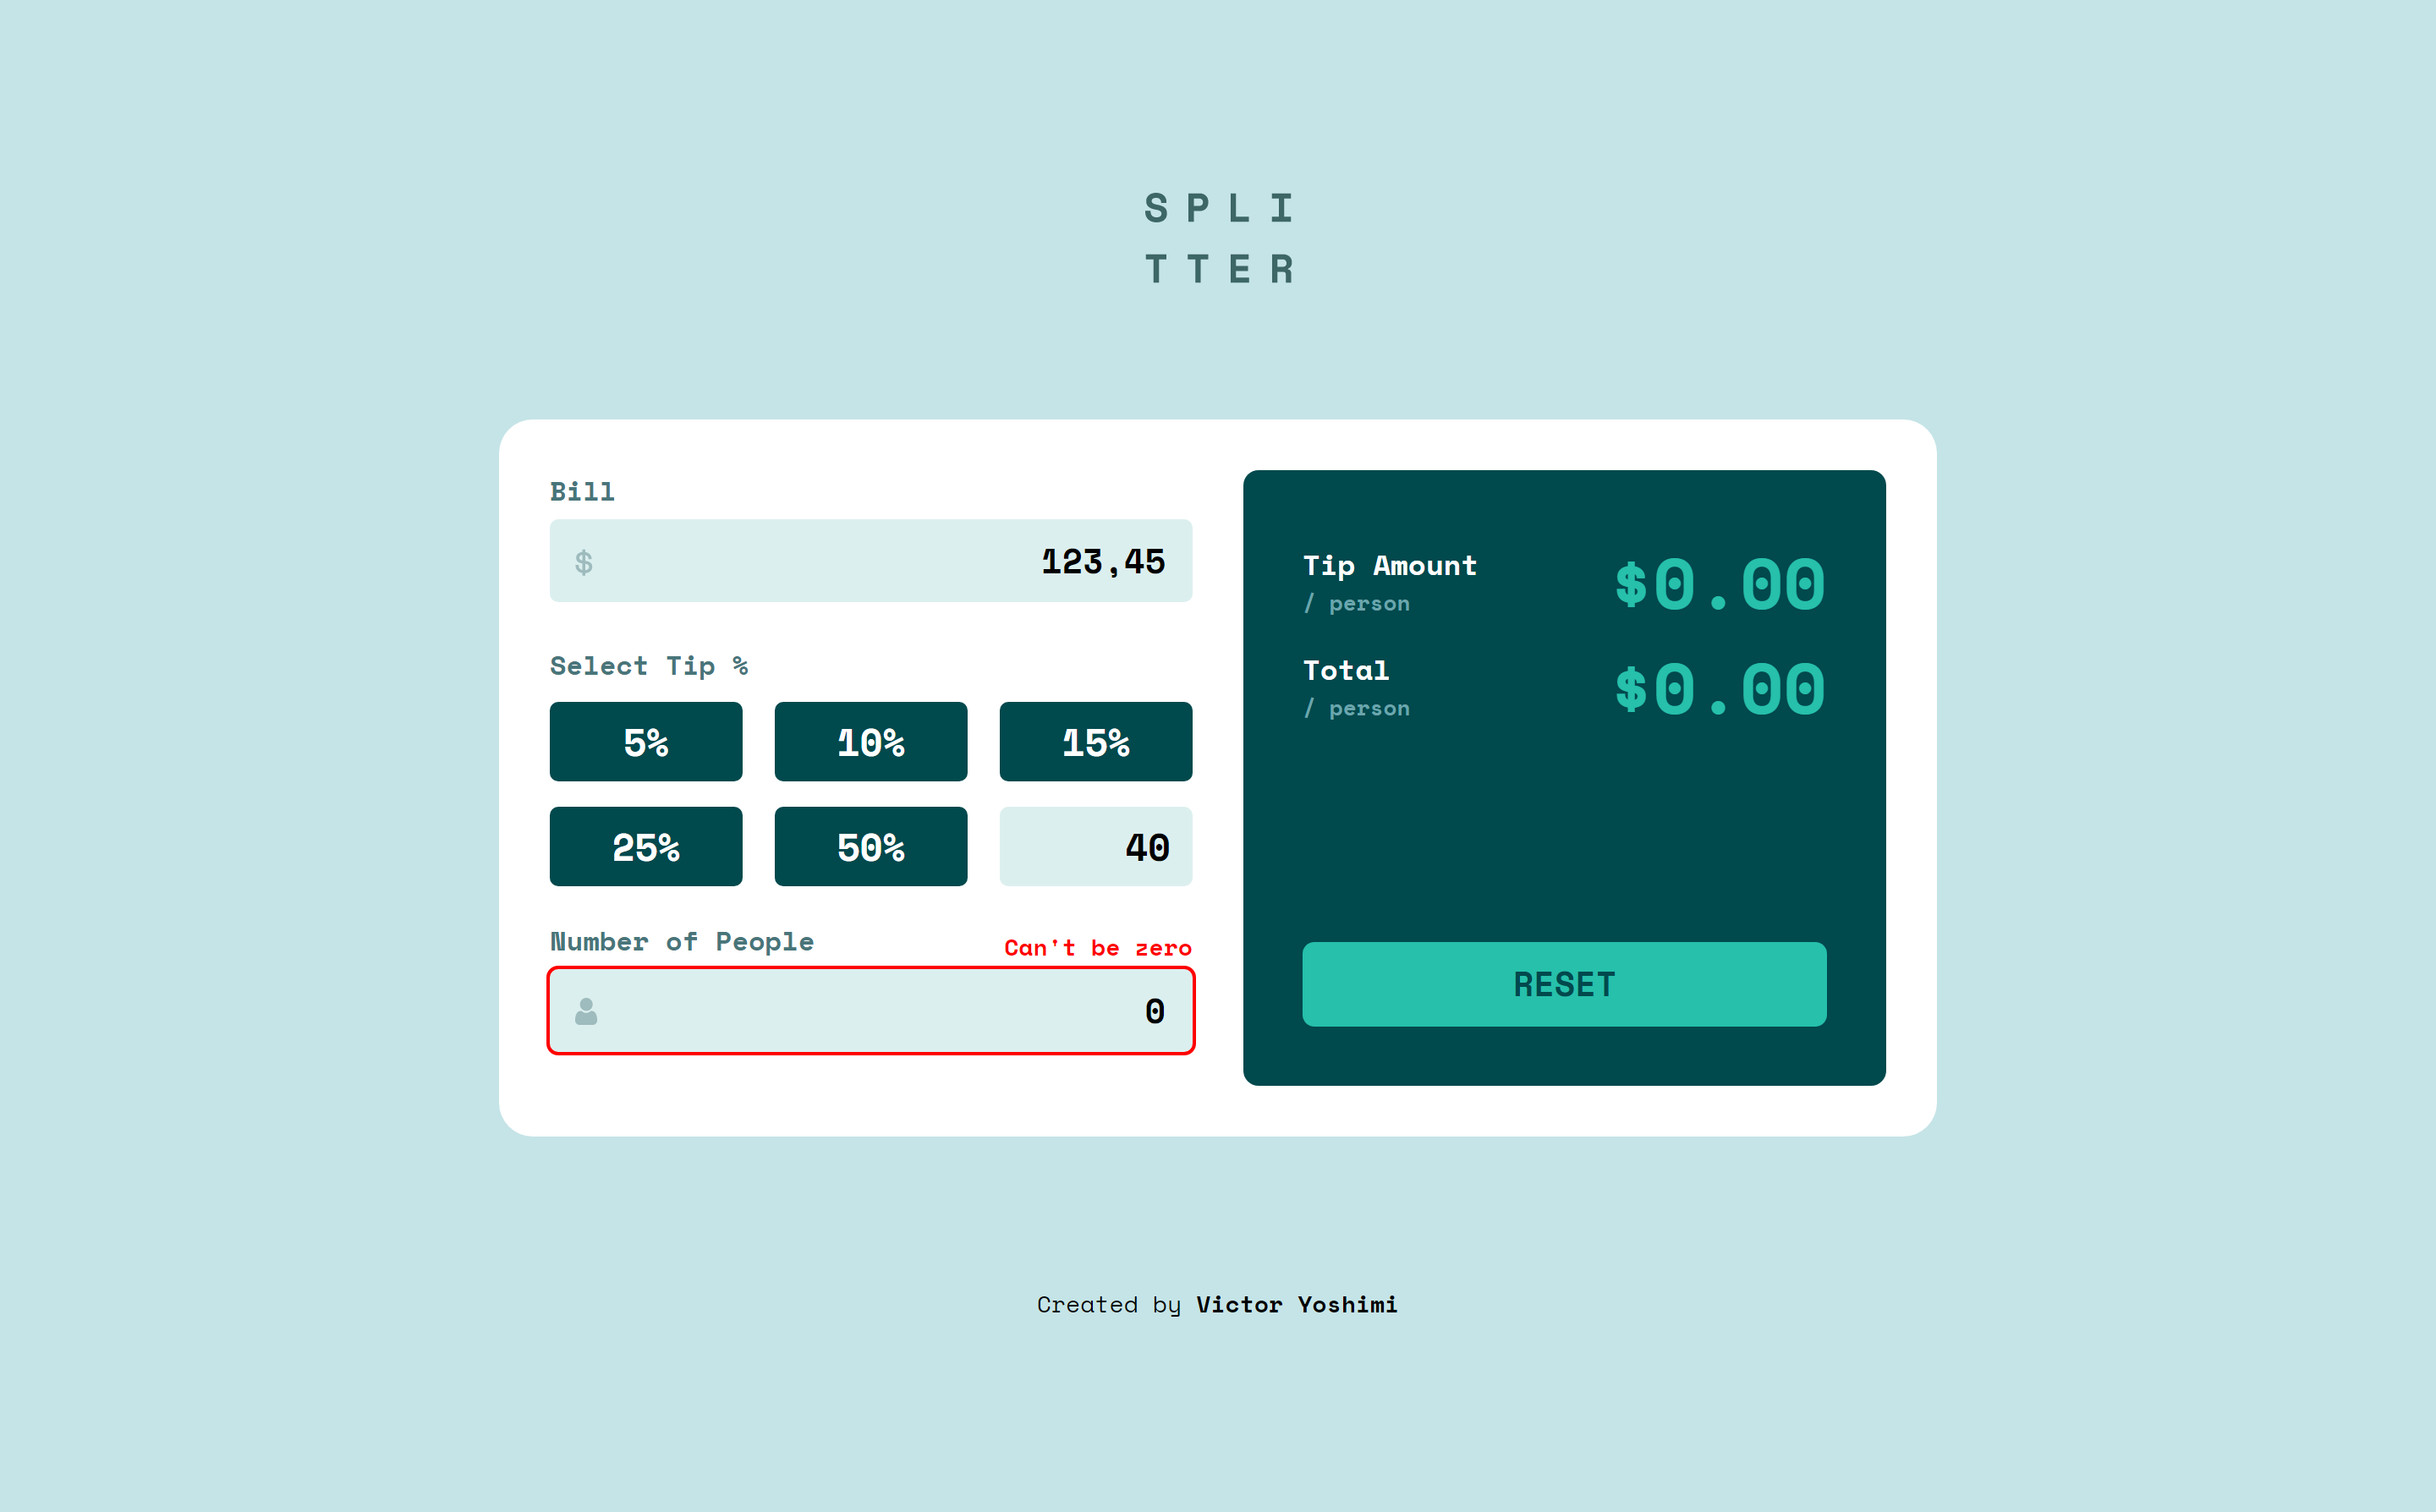 SPLI
TTER
Bill
$ 123,45
Select Tip %
5% 10% 15%
25% 50% 40
Number of People Can't be zero
0
Tip Amount $0.00
/ person
Total $0.00
/ person
RESET
Created by Victor Yoshimi